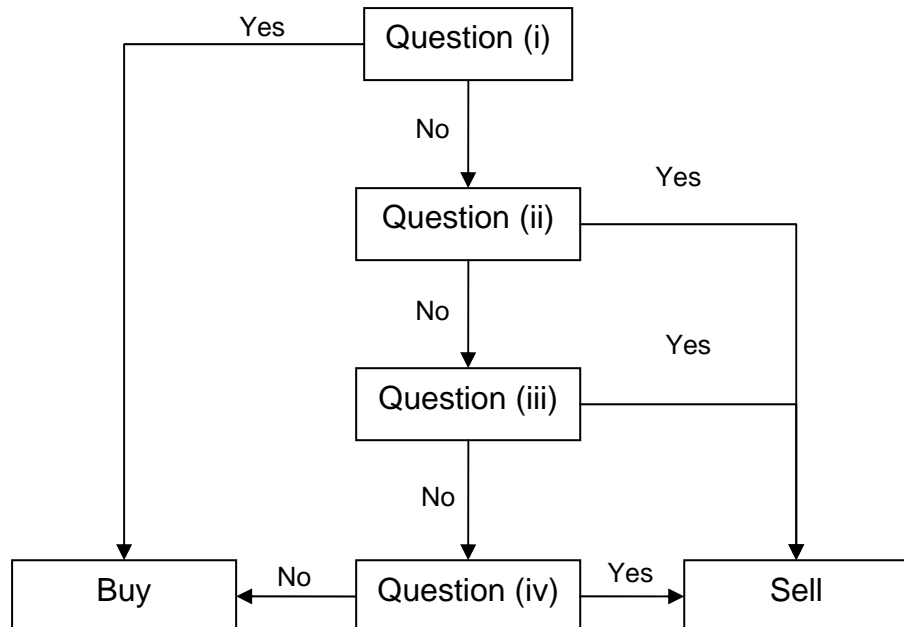 Yes
Question (i)
No
Yes
Question (ii)
No
Yes
Question (iii)
No
Buy
No
Question (iv)
Yes
Sell